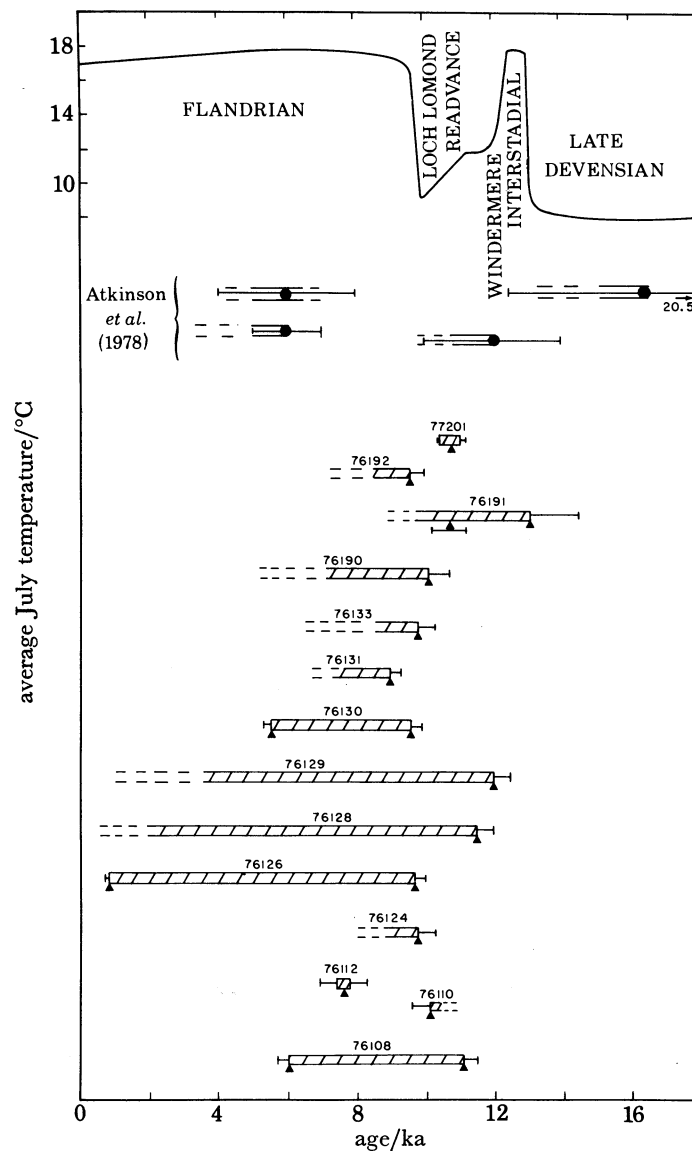 18
14
10
FLANDRIAN
LOCH LOMOND
READVANCE
WINDERMERE
INTERSTADIAL
LATE
DEVENSIAN
Atkinson
et al.
(1978)
20.5
average July temperature/°C
77201
76192
76191
76190
76133
76131
76130
76129
76128
76126
76124
76112
76110
76108
0 4 8 12 16
age/ka